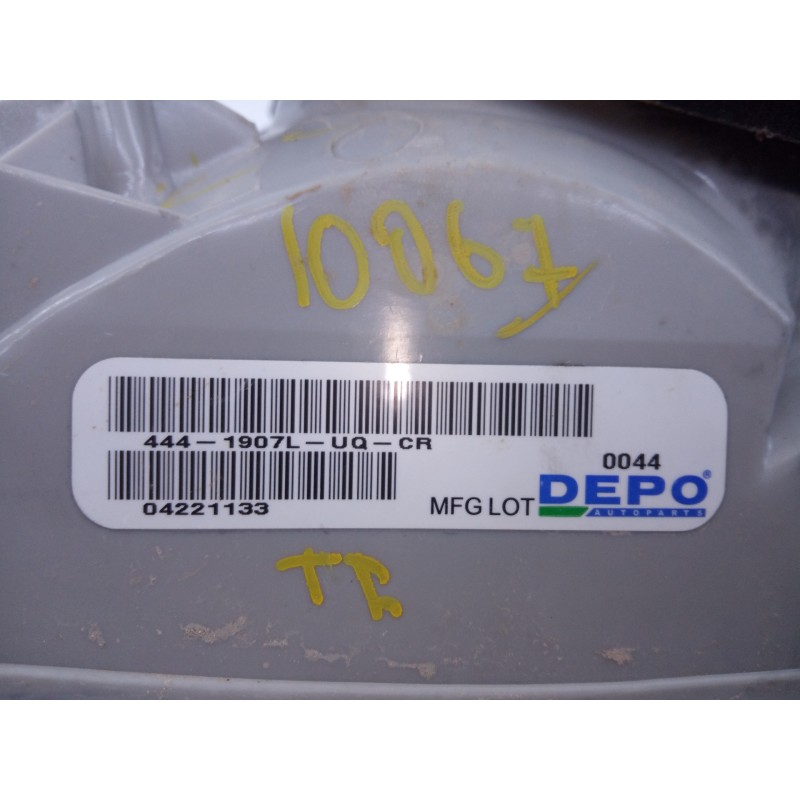 10067
444-1907L-UQ-CR
0044
04221133
MFG LOT DEPO®
AUTOPARTS